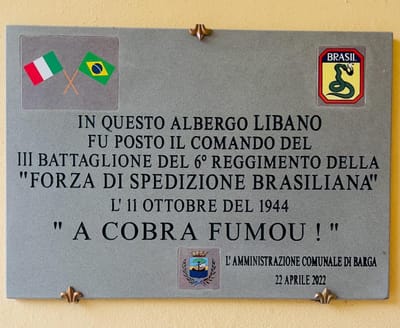 BRASIL
IN QUESTO ALBERGO LIBANO
FU POSTO IL COMANDO DEL
III BATTAGLIONE DEL 6º REGGIMENTO DELLA
"FORZA DI SPEDIZIONE BRASILIANA"
L' 11 OTTOBRE DEL 1944
" A COBRA FUMOU ! "
L'AMMINISTRAZIONE COMUNALE DI BARGA
22 APRILE 2022